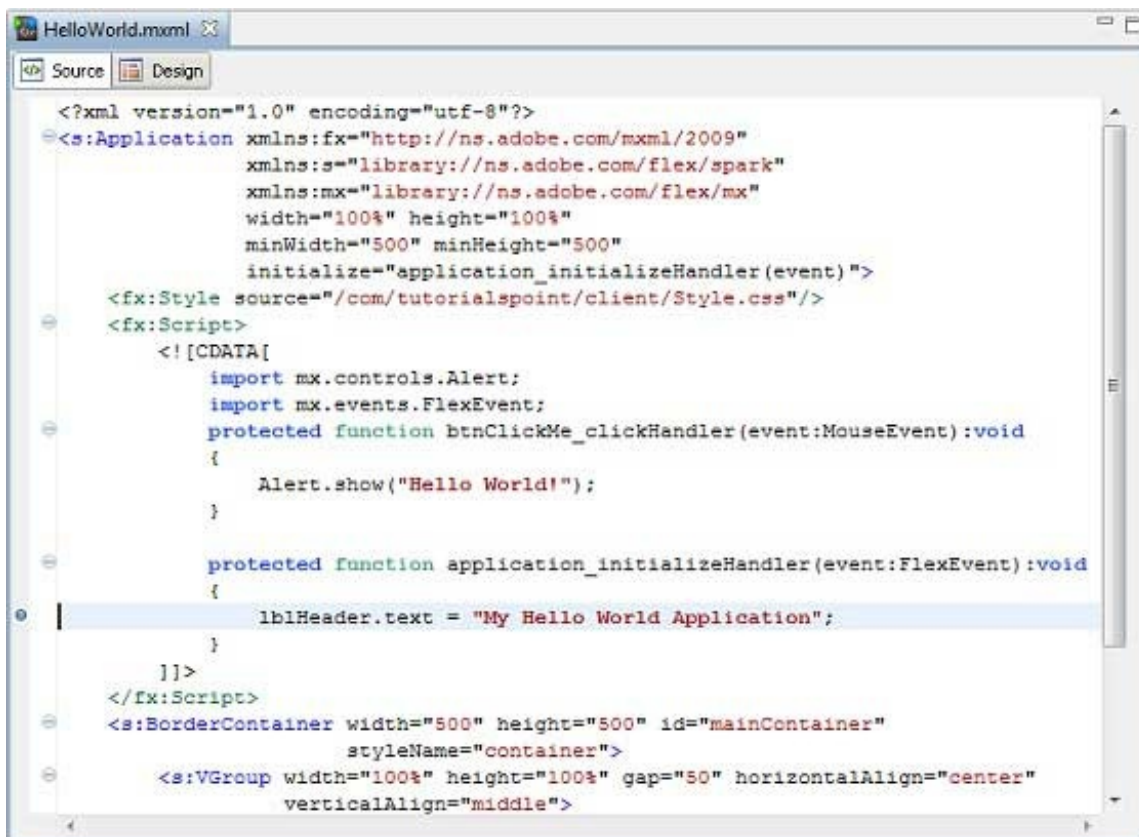 HelloWorld.mxml
Source Design
<?xml version="1.0" encoding="utf-8"?>
<s:Application xmlns:fx="http://ns.adobe.com/mxml/2009"
xmlns:s="library://ns.adobe.com/flex/spark"
xmlns:mx="library://ns.adobe.com/flex/mx"
width="100%" height="100%"
minWidth="500" minHeight="500"
initialize="application_initializeHandler(event)">
<fx:Style source="/com/tutorialspoint/client/Style.css"/>
<fx:Script>
<![CDATA[
import mx.controls.Alert;
import mx.events.FlexEvent;
protected function btnClickMe_clickHandler(event:MouseEvent):void
{
Alert.show("Hello World!");
}
protected function application_initializeHandler(event:FlexEvent):void
{
lblHeader.text = "My Hello World Application";
}
]]>
</fx:Script>
<s:BorderContainer width="500" height="500" id="mainContainer"
styleName="container">
<s:VGroup width="100%" height="100%" gap="50" horizontalAlign="center"
verticalAlign="middle">